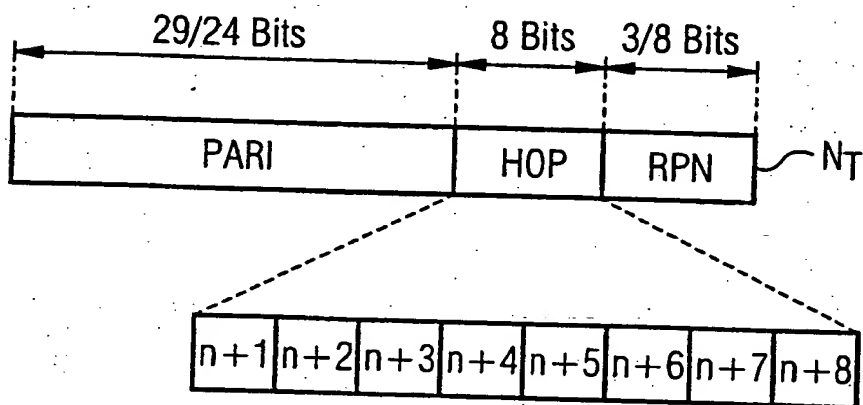 29/24 Bits 8 Bits 3/8 Bits
PARI HOP RPN NT
n+1 n+2 n+3 n+4 n+5 n+6 n+7 n+8